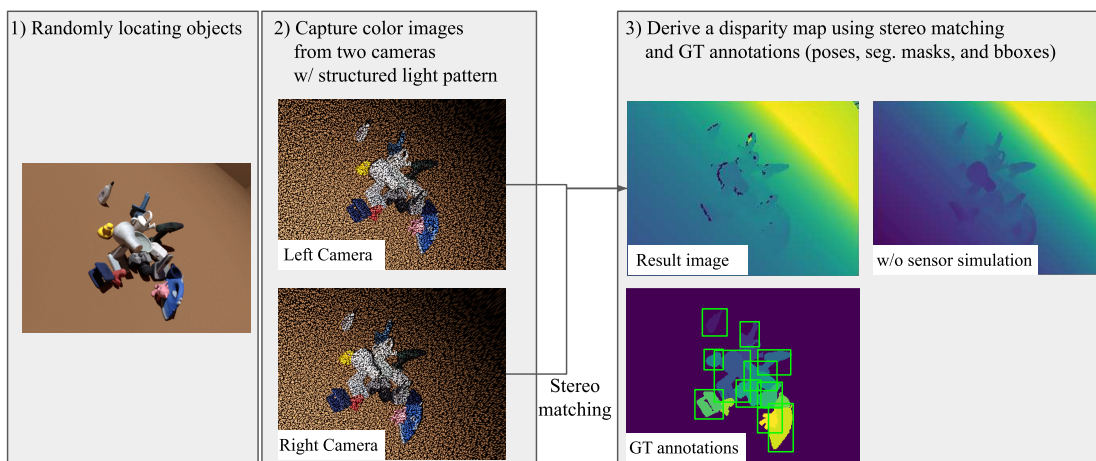 1) Randomly locating objects
2) Capture color images
from two cameras
w/ structured light pattern
Left Camera
Right Camera
Stereo
matching
3) Derive a disparity map using stereo matching
and GT annotations (poses, seg. masks, and bboxes)
Result image
w/o sensor simulation
GT annotations